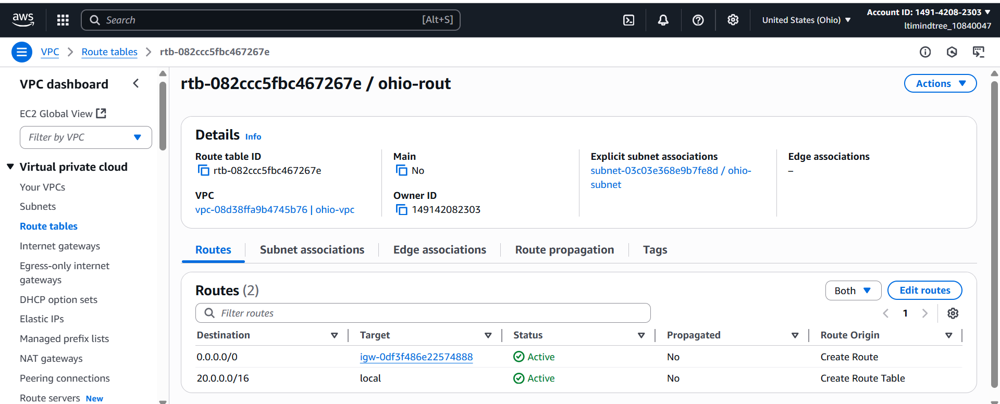 aws
Search [Alt+S]
United States (Ohio)
Account ID: 1491-4208-2303
ltimindtree_10840047
VPC
Route tables
rtb-082ccc5fbc467267e
VPC dashboard
EC2 Global View
Filter by VPC
Virtual private cloud
Your VPCs
Subnets
Route tables
Internet gateways
Egress-only internet
gateways
DHCP option sets
Elastic IPs
Managed prefix lists
NAT gateways
Peering connections
Route servers New
rtb-082ccc5fbc467267e / ohio-rout
Actions
Details Info
Route table ID
rtb-082ccc5fbc467267e
Main
No
Explicit subnet associations
subnet-03c03e368e9b7fe8d / ohio-
subnet
Edge associations
–
VPC
vpc-08d38ffa9b4745b76 | ohio-vpc
Owner ID
149142082303
Routes
Subnet associations
Edge associations
Route propagation
Tags
Routes (2)
Both
Edit routes
Filter routes
1
Destination Target Status Propagated Route Origin
0.0.0.0/0 igw-0df3f486e22574888 Active No Create Route
20.0.0.0/16 local Active No Create Route Table